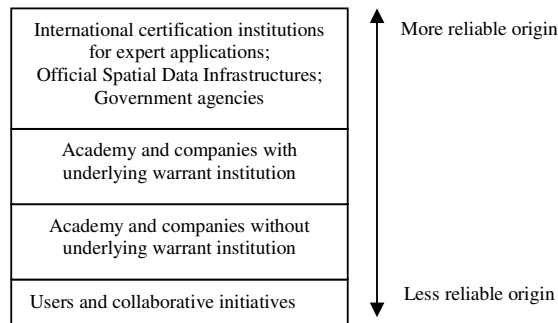 International certification institutions
for expert applications;
Official Spatial Data Infrastructures;
Government agencies
More reliable origin
Academy and companies with
underlying warrant institution
Academy and companies without
underlying warrant institution
Users and collaborative initiatives
Less reliable origin